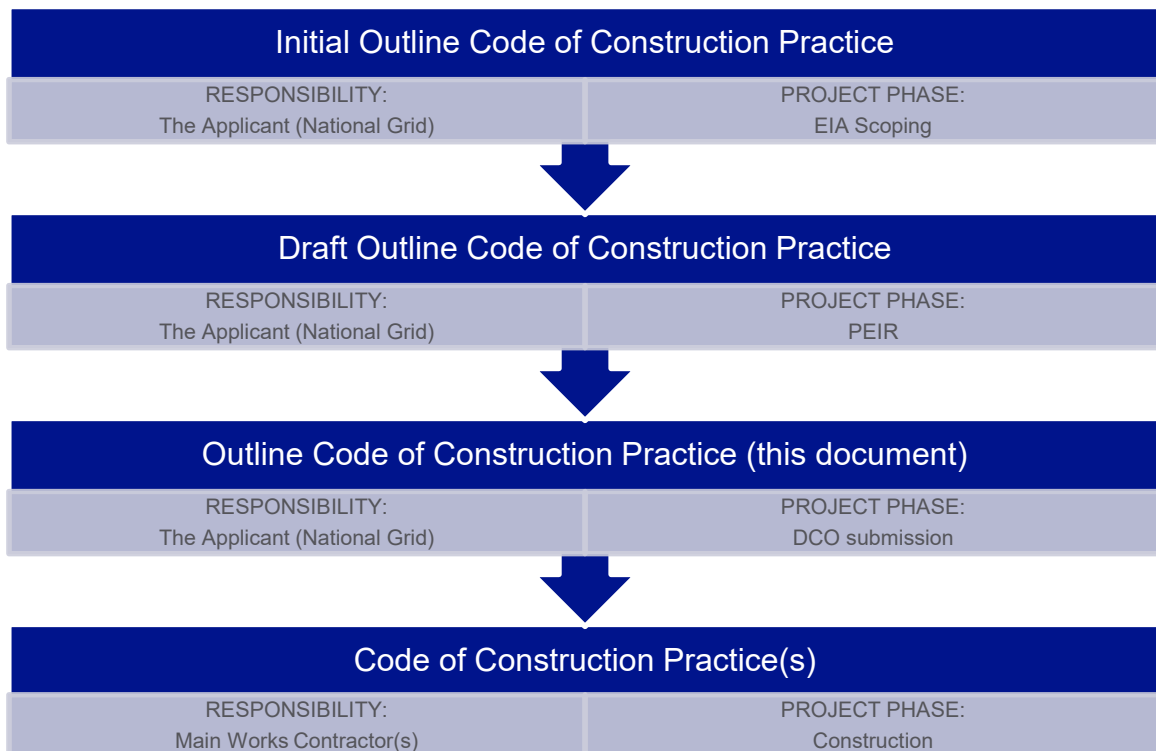 Initial Outline Code of Construction Practice
RESPONSIBILITY:
The Applicant (National Grid)
PROJECT PHASE:
EIA Scoping
Draft Outline Code of Construction Practice
RESPONSIBILITY:
The Applicant (National Grid)
PROJECT PHASE:
PEIR
Outline Code of Construction Practice (this document)
RESPONSIBILITY:
The Applicant (National Grid)
PROJECT PHASE:
DCO submission
Code of Construction Practice(s)
RESPONSIBILITY:
Main Works Contractor(s)
PROJECT PHASE:
Construction